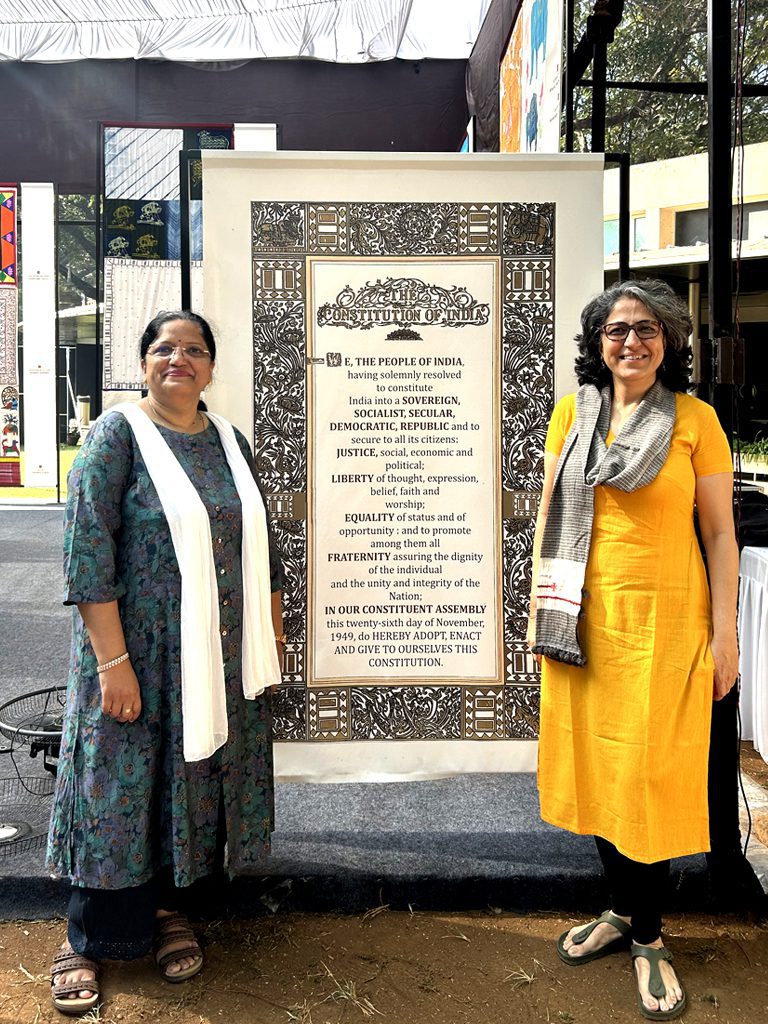 THE
CONSTITUTION OF INDIA
WE, THE PEOPLE OF INDIA,
having solemnly resolved
to constitute
India into a SOVEREIGN,
SOCIALIST, SECULAR,
DEMOCRATIC, REPUBLIC and to
secure to all its citizens:
JUSTICE, social, economic and
political;
LIBERTY of thought, expression,
belief, faith and
worship;
EQUALITY of status and of
opportunity : and to promote
among them all
FRATERNITY assuring the dignity
of the individual
and the unity and integrity of the
Nation;
IN OUR CONSTITUENT ASSEMBLY
this twenty-sixth day of November,
1949, do HEREBY ADOPT, ENACT
AND GIVE TO OURSELVES THIS
CONSTITUTION.